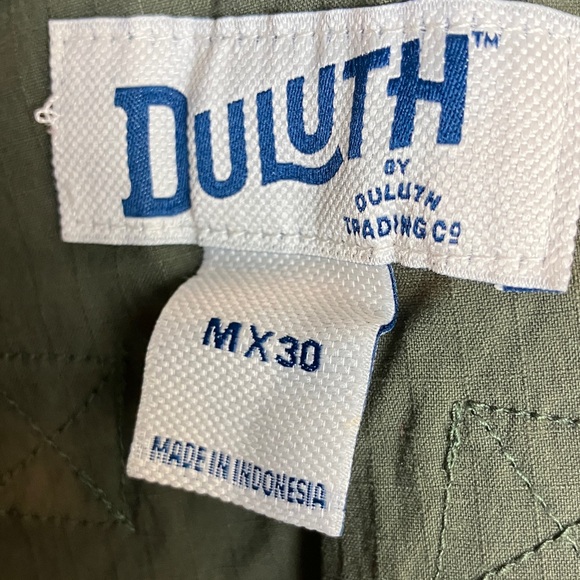 DULUTH™
BY
DULUTH
TRADING Cº
M X 30
MADE IN INDONESIA